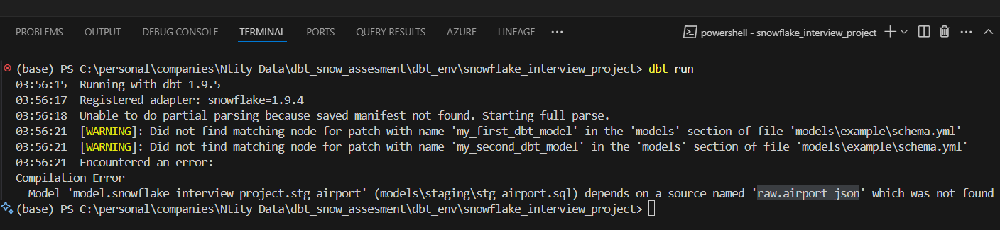 PROBLEMS OUTPUT DEBUG CONSOLE TERMINAL PORTS QUERY RESULTS AZURE LINEAGE ··· powershell - snowflake_interview_project
(base) PS C:\personal\companies\Ntity Data\dbt_snow_assesment\dbt_env\snowflake_interview_project> dbt run
03:56:15 Running with dbt=1.9.5
03:56:17 Registered adapter: snowflake=1.9.4
03:56:18 Unable to do partial parsing because saved manifest not found. Starting full parse.
03:56:21 [WARNING]: Did not find matching node for patch with name 'my_first_dbt_model' in the 'models' section of file 'models\example\schema.yml'
03:56:21 [WARNING]: Did not find matching node for patch with name 'my_second_dbt_model' in the 'models' section of file 'models\example\schema.yml'
03:56:21 Encountered an error:
Compilation Error
Model 'model.snowflake_interview_project.stg_airport' (models\staging\stg_airport.sql) depends on a source named 'raw.airport_json' which was not found
(base) PS C:\personal\companies\Ntity Data\dbt_snow_assesment\dbt_env\snowflake_interview_project>